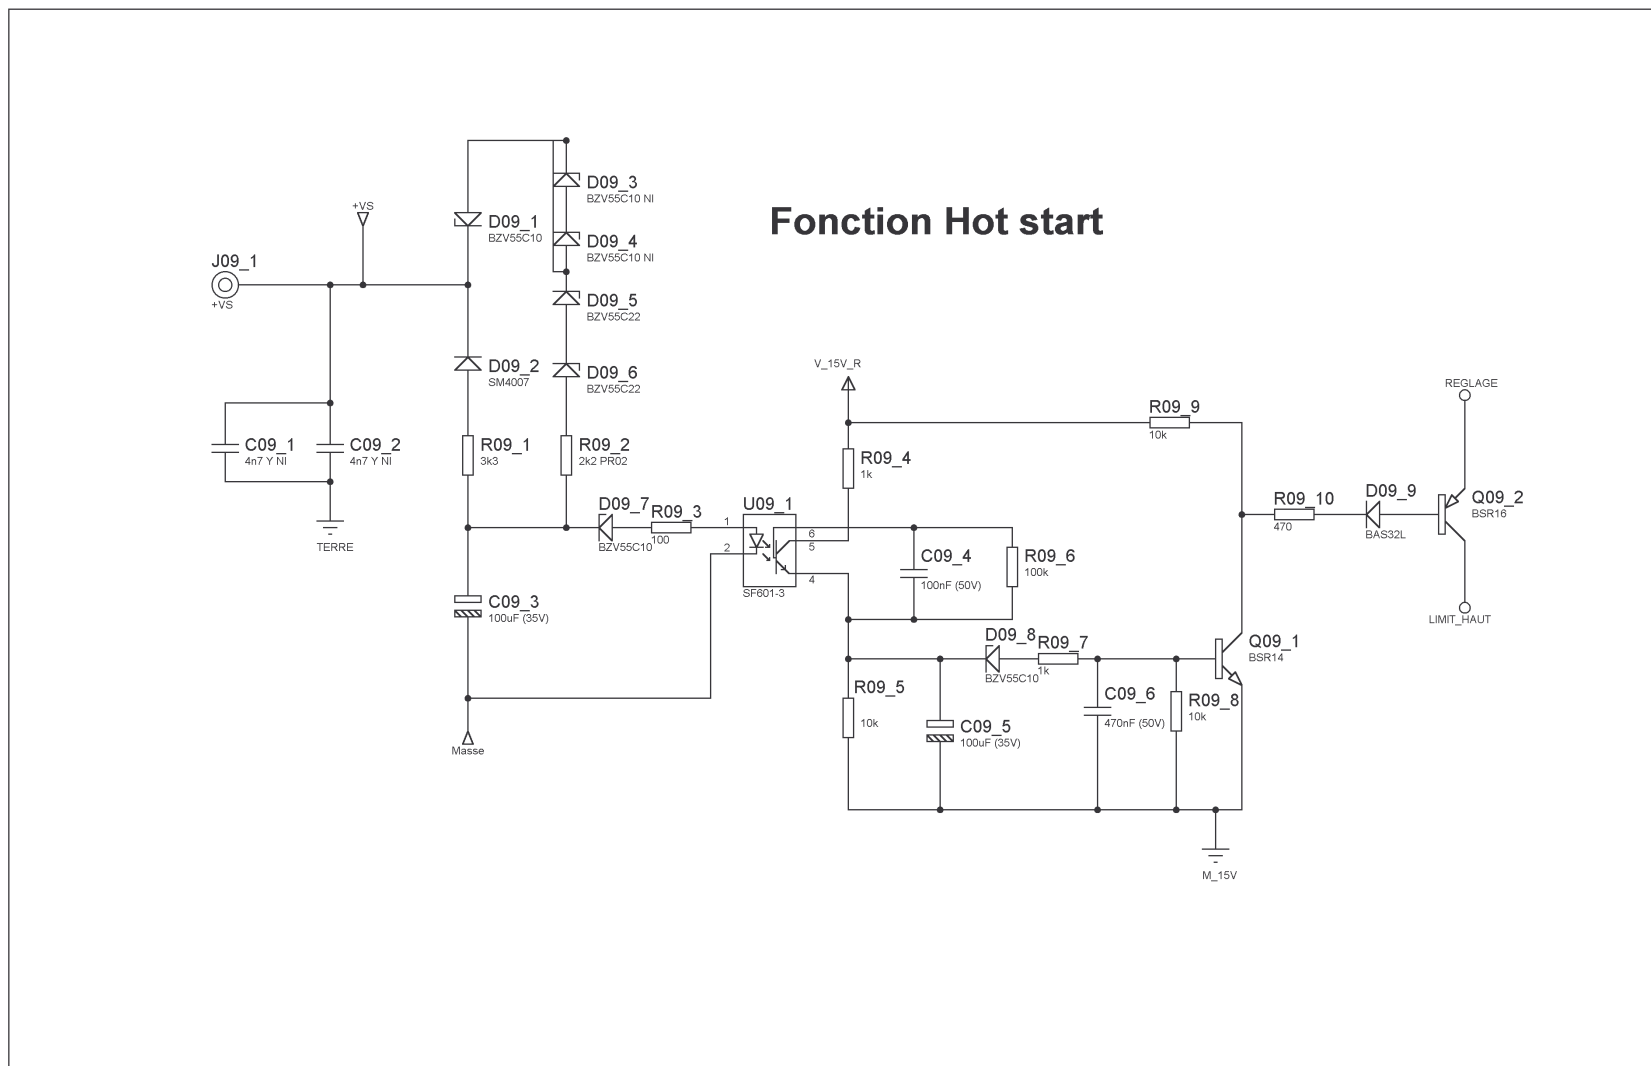 Fonction Hot start
D09_3
BZV55C10 NI
+VS
D09_1
BZV55C10
D09_4
BZV55C10 NI
J09_1
+VS
D09_5
BZV55C22
D09_2
SM4007
D09_6
BZV55C22
V_15V_R
REGLAGE
R09_9
10k
C09_1
4n7 Y NI
C09_2
4n7 Y NI
R09_1
3k3
R09_2
2k2 PR02
R09_4
1k
TERRE
D09_7
BZV55C10
R09_3
100
U09_1
1
2
6
5
4
SF601-3
C09_4
100nF (50V)
R09_6
100k
R09_10
470
D09_9
BAS32L
Q09_2
BSR16
LIMIT_HAUT
C09_3
100uF (35V)
D09_8
BZV55C10
R09_7
1k
Q09_1
BSR14
R09_5
10k
C09_5
100uF (35V)
C09_6
470nF (50V)
R09_8
10k
Masse
M_15V